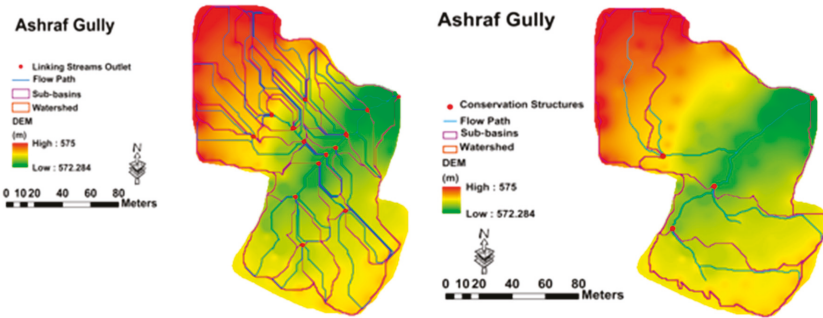 Ashraf Gully
Linking Streams Outlet
Flow Path
Sub-basins
Watershed
DEM
(m)
High : 575
Low : 572.284
N
0 10 20 40 60 80
Meters
Ashraf Gully
Conservation Structures
Flow Path
Sub-basins
Watershed
DEM
(m)
High : 575
Low : 572.284
N
0 10 20 40 60 80
Meters